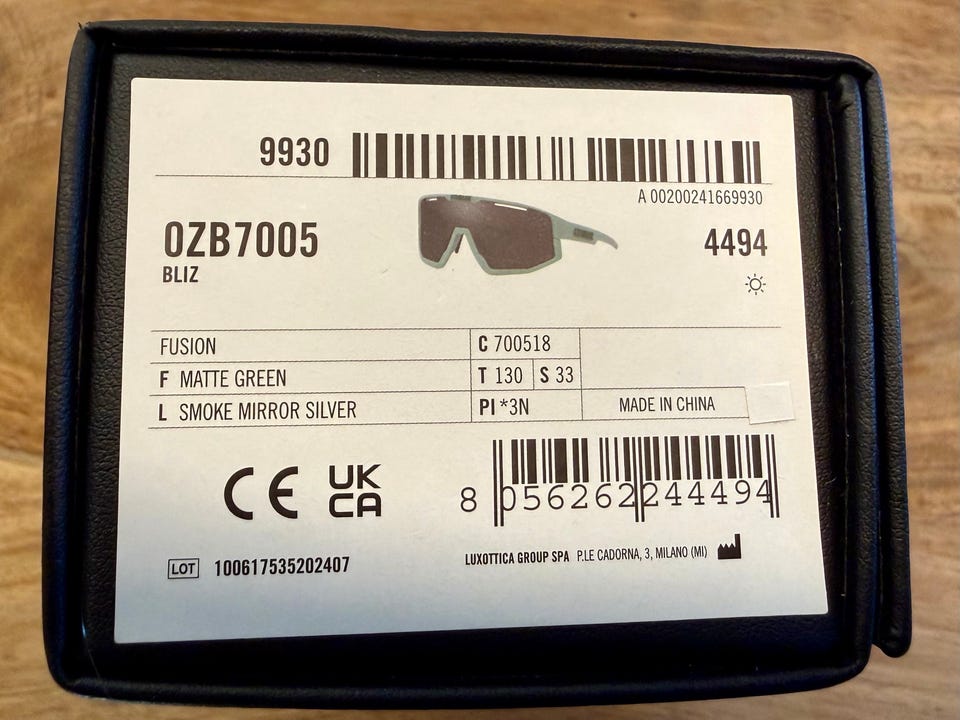 9930
A 00200241669930
0ZB7005
BLIZ
4494
FUSION
C 700518
F MATTE GREEN
T 130
S 33
L SMOKE MIRROR SILVER
PI *3N
MADE IN CHINA
CE
UK
CA
8 056262 244494
LOT 100617535202407
LUXOTTICA GROUP SPA P.LE CADORNA, 3, MILANO (MI)